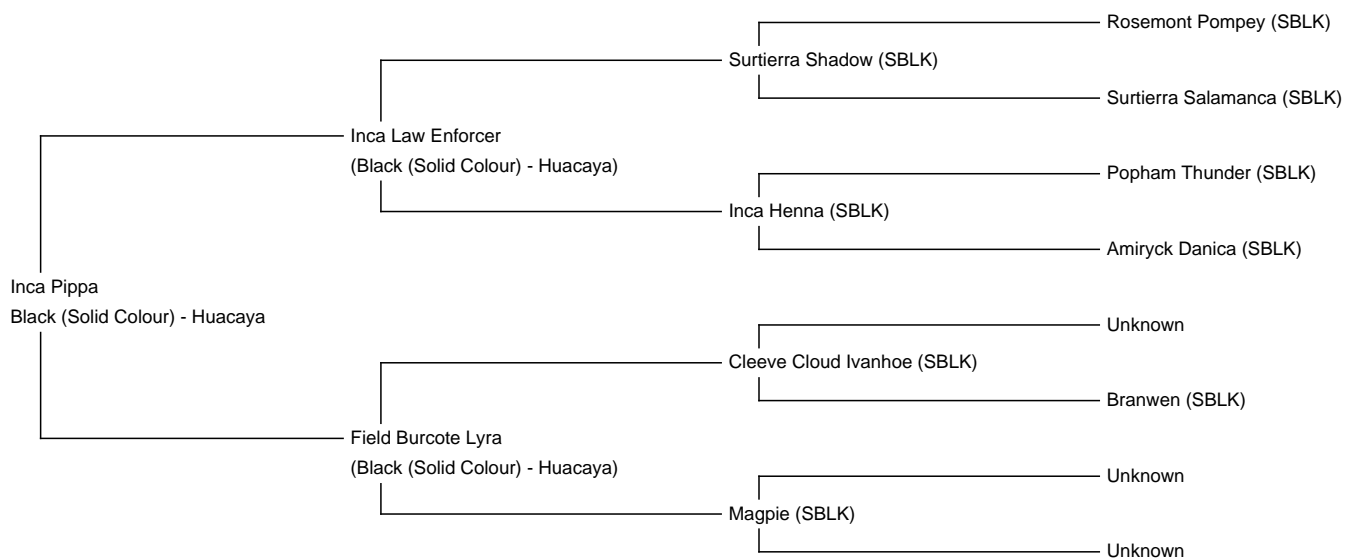 Rosemont Pompey (SBLK)
Surtierra Shadow (SBLK)
Surtierra Salamanca (SBLK)
Inca Law Enforcer
(Black (Solid Colour) - Huacaya)
Popham Thunder (SBLK)
Inca Henna (SBLK)
Amiryck Danica (SBLK)
Inca Pippa
Black (Solid Colour) - Huacaya
Unknown
Cleeve Cloud Ivanhoe (SBLK)
Branwen (SBLK)
Field Burcote Lyra
(Black (Solid Colour) - Huacaya)
Unknown
Magpie (SBLK)
Unknown